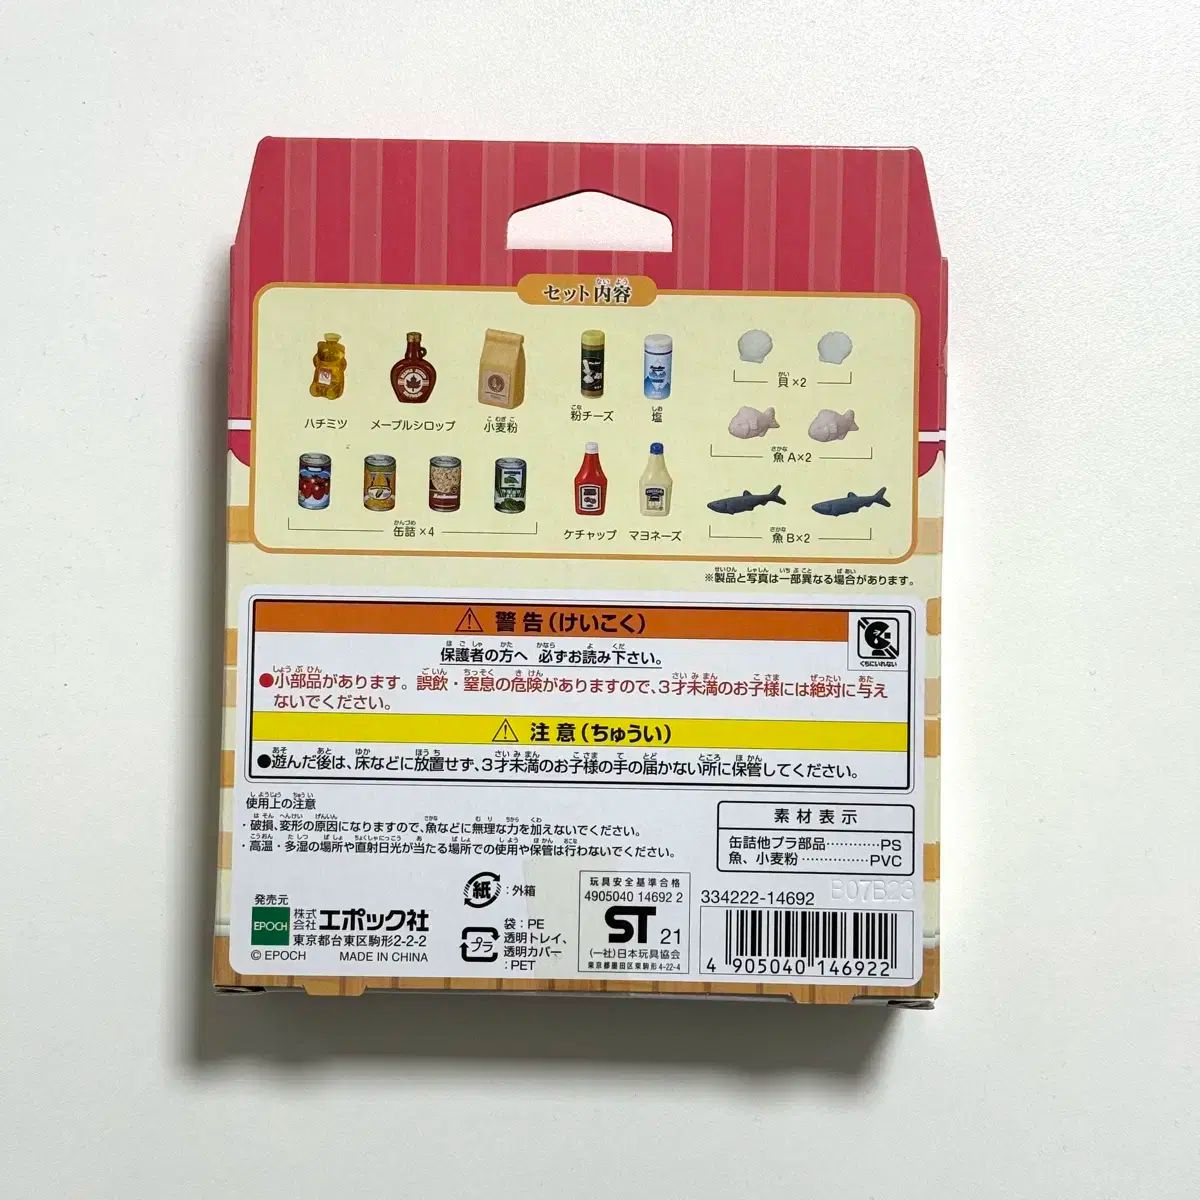 セット内容
ハチミツ
メープルシロップ
小麦粉
粉チーズ
塩
貝×2
魚A×2
缶詰×4
ケチャップ
マヨネーズ
魚B×2
※製品と写真は一部異なる場合があります。
⚠ 警告(けいこく)
くちにいれない
保護者の方へ 必ずお読み下さい。
●小部品があります。誤飲・窒息の危険がありますので、3才未満のお子様には絶対に与え
ないでください。
⚠ 注意(ちゅうい)
●遊んだ後は、床などに放置せず、3才未満のお子様の手の届かない所に保管してください。
使用上の注意
・破損、変形の原因になりますので、魚などに無理な力を加えないでください。
・高温・多湿の場所や直射日光が当たる場所での使用や保管は行わないでください。
素材表示
缶詰他プラ部品…………PS
魚、小麦粉……………PVC
発売元
EPOCH 株式会社 エポック社
東京都台東区駒形2-2-2
© EPOCH MADE IN CHINA
紙 :外箱
プラ
袋:PE
透明トレイ、
透明カバー
:PET
玩具安全基準合格
4905040 14692 2
ST 21
(一社)日本玩具協会
東京都墨田区東駒形4-22-4
334222-14692
B07B23
4 905040 146922